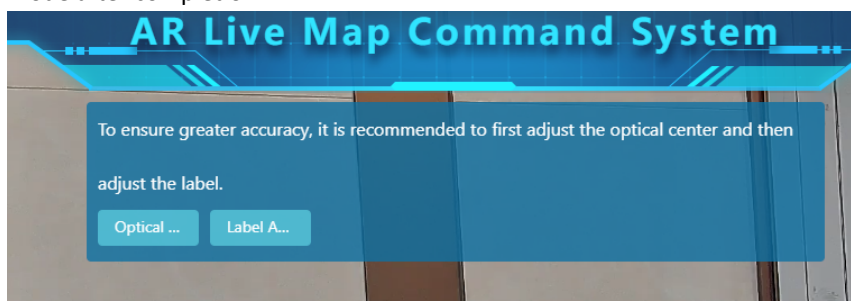 AR Live Map Command System
To ensure greater accuracy, it is recommended to first adjust the optical center and then
adjust the label.
Optical ...
Label A...